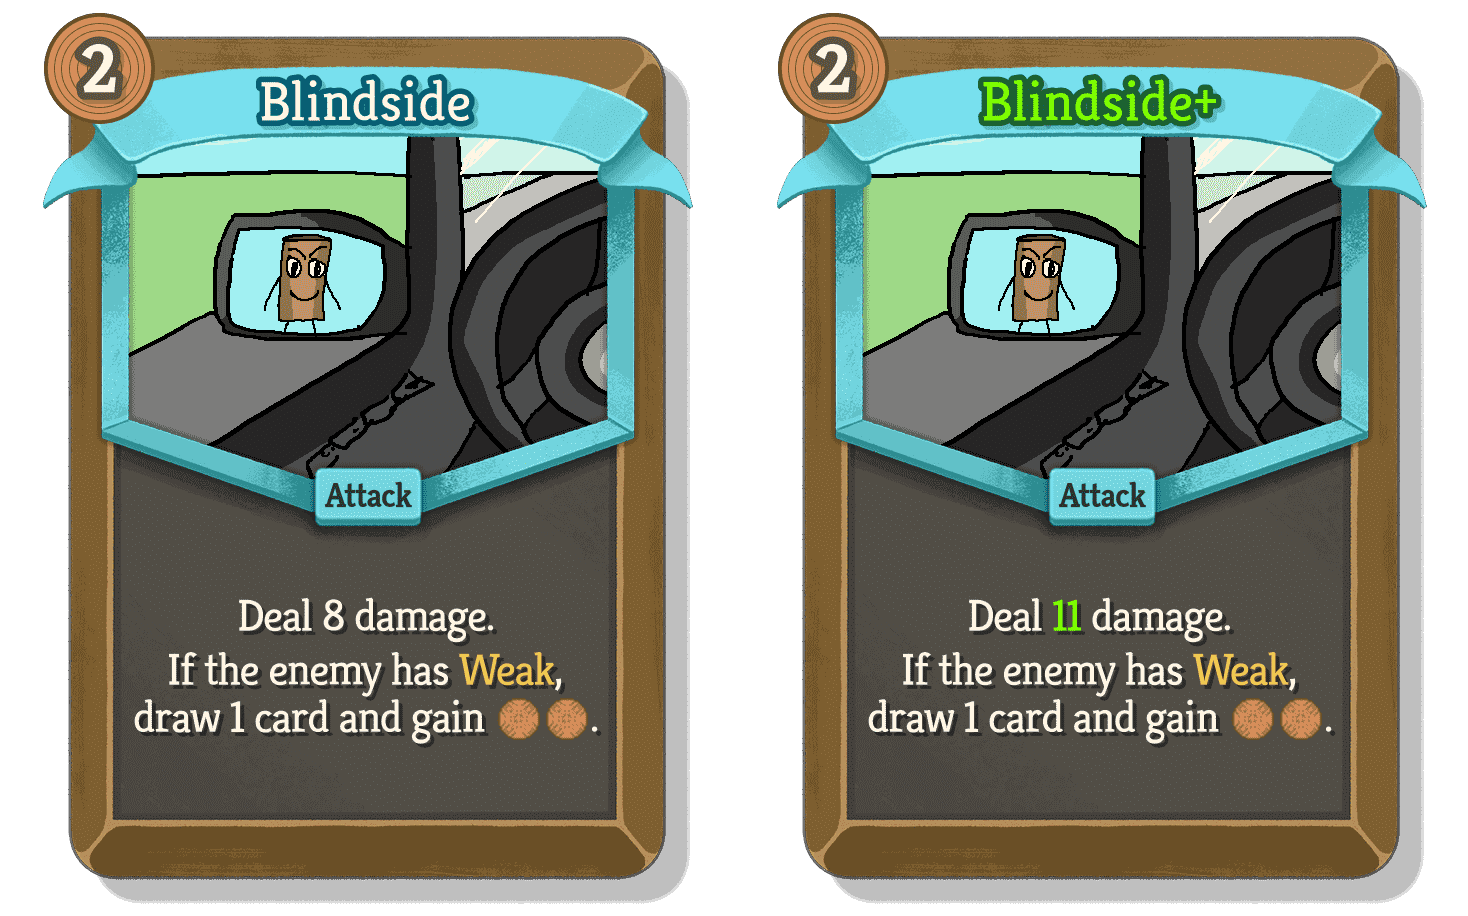 2
Blindside
Attack
Deal 8 damage.
If the enemy has Weak,
draw 1 card and gain .
2
Blindside+
Attack
Deal 11 damage.
If the enemy has Weak,
draw 1 card and gain .